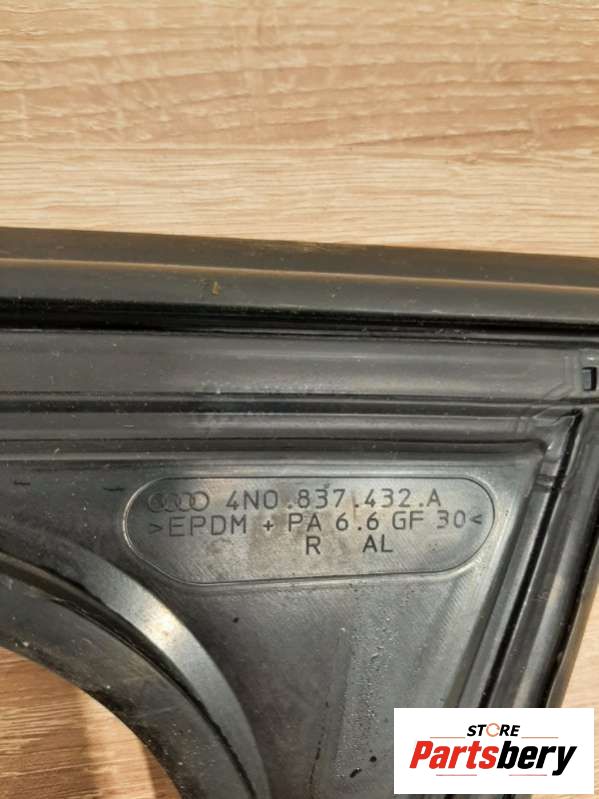 4N0.837.432.A
>EPDM + PA 6.6 GF 30<
R AL
STORE
Partsbery